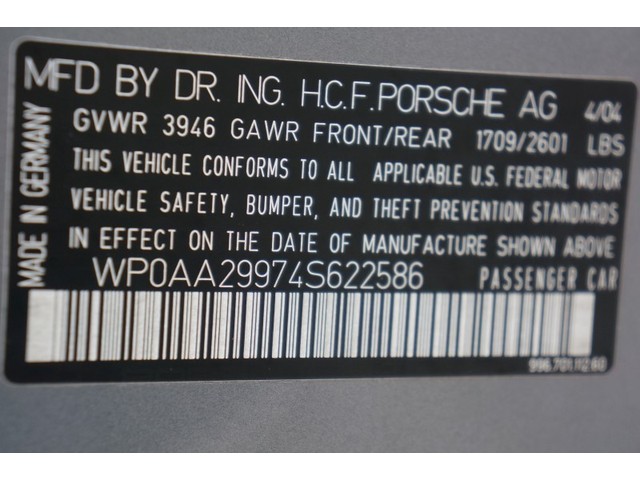 MFD BY DR. ING. H.C.F.PORSCHE AG 4/04
GVWR 3946 GAWR FRONT/REAR 1709/2601 LBS
THIS VEHICLE CONFORMS TO ALL APPLICABLE U.S. FEDERAL MOTOR
VEHICLE SAFETY, BUMPER, AND THEFT PREVENTION STANDARDS
IN EFFECT ON THE DATE OF MANUFACTURE SHOWN ABOVE
WP0AA29974S622586 PASSENGER CAR
MADE IN GERMANY